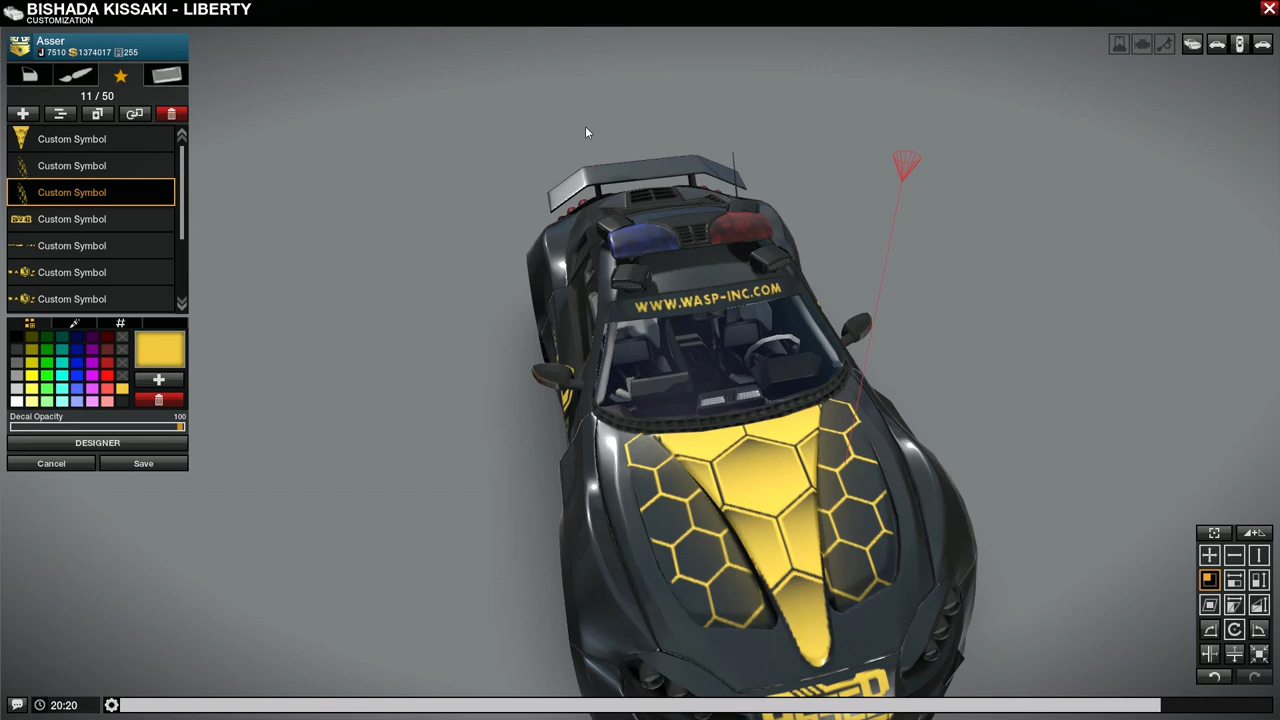 BISHADA KISSAKI - LIBERTY
CUSTOMIZATION
Asser
J 7510 $1374017 R 255
11 / 50
Custom Symbol
Custom Symbol
Custom Symbol
Custom Symbol
Custom Symbol
Custom Symbol
Custom Symbol
#
Decal Opacity 100
DESIGNER
Cancel Save
WWW.WASP-INC.COM
20:20